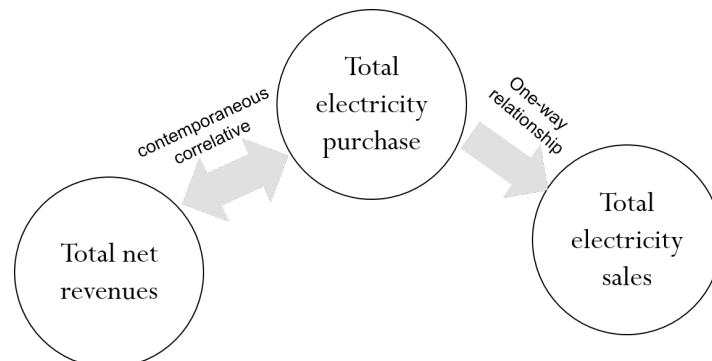 Total
electricity
purchase
contemporaneous
correlative
One-way
relationship
Total net
revenues
Total
electricity
sales